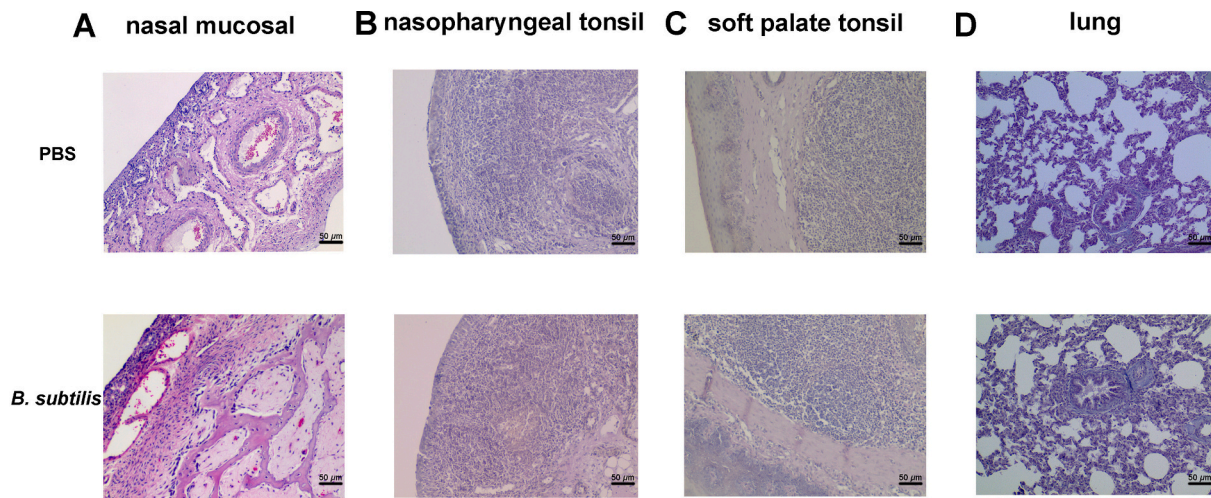 A nasal mucosal B nasopharyngeal tonsil C soft palate tonsil D lung
PBS
50 µm 50 µm 50 µm 50 µm
B. subtilis
50 µm 50 µm 50 µm 50 µm